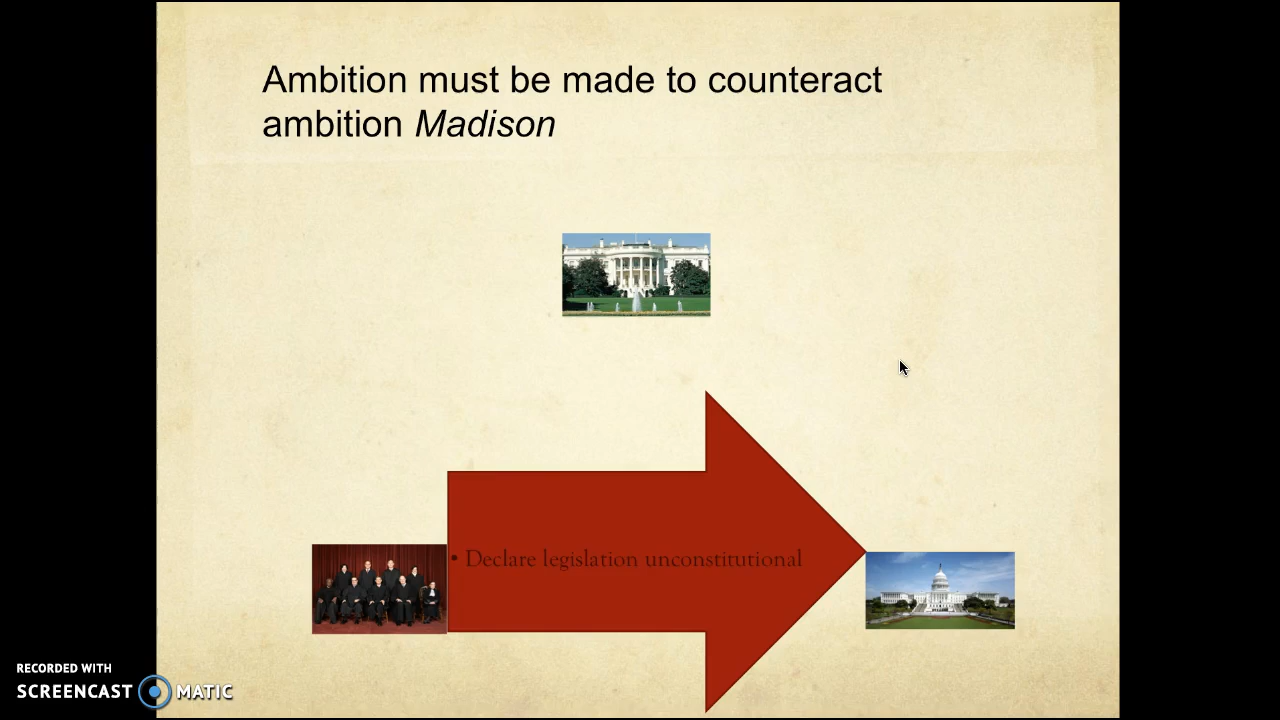 Ambition must be made to counteract
ambition Madison
• Declare legislation unconstitutional
RECORDED WITH
SCREENCAST MATIC